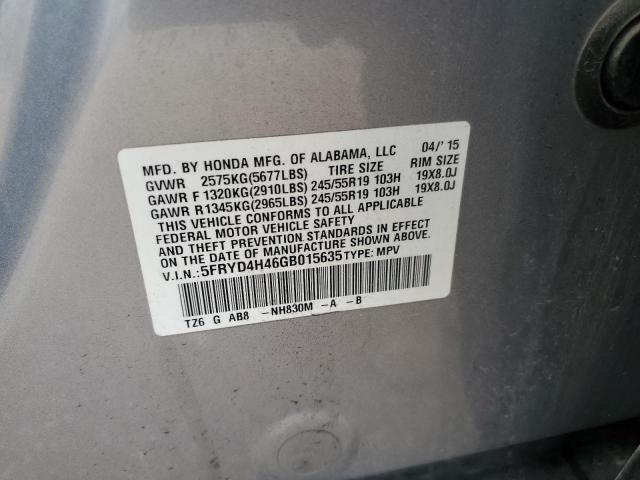 MFD. BY HONDA MFG. OF ALABAMA, LLC 04/'15
GVWR 2575KG(5677LBS) TIRE SIZE RIM SIZE
GAWR F 1320KG(2910LBS) 245/55R19 103H 19X8.0J
GAWR R1345KG(2965LBS) 245/55R19 103H 19X8.0J
THIS VEHICLE CONFORMS TO ALL APPLICABLE
FEDERAL MOTOR VEHICLE SAFETY
AND THEFT PREVENTION STANDARDS IN EFFECT
ON THE DATE OF MANUFACTURE SHOWN ABOVE.
V.I.N.: 5FRYD4H46GB015635 TYPE: MPV
TZ6 G AB8 -NH830M -A -B